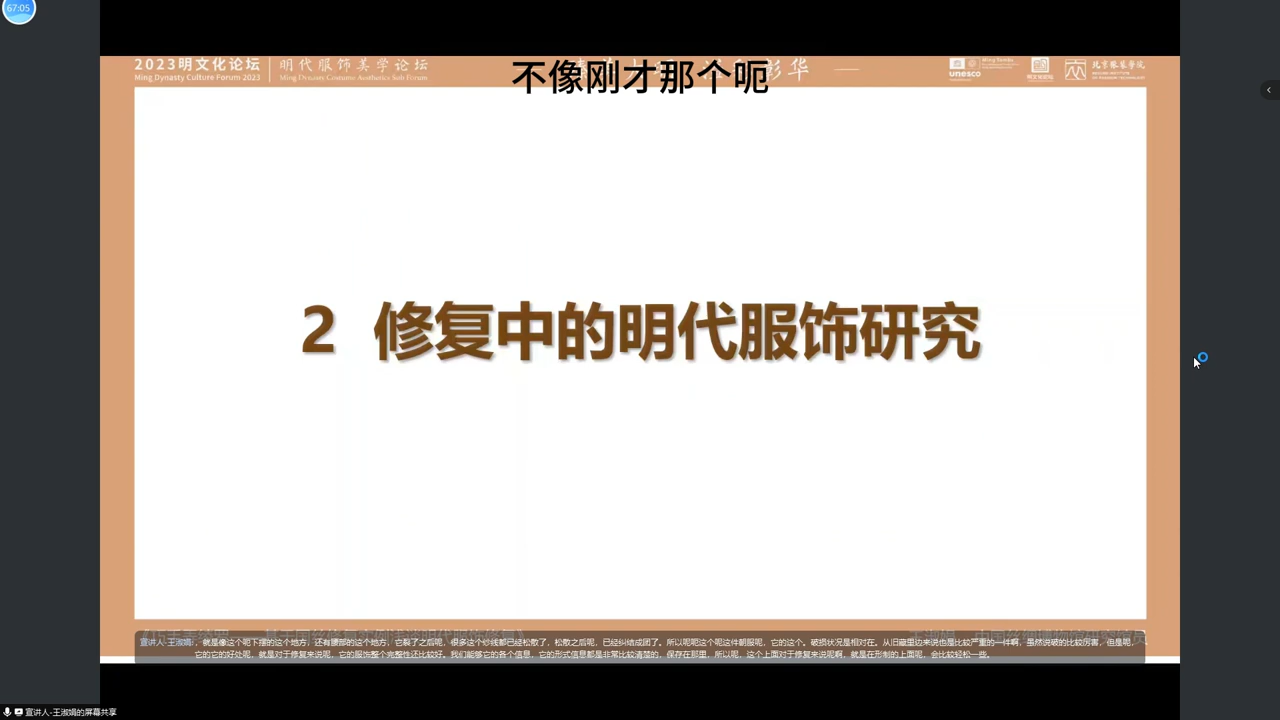 67:05
2023明文化论坛
Ming Dynasty Culture Forum 2023
明代服饰美学论坛
Ming Dynasty Costume Aesthetics Sub Forum
不像刚才那个呃
unesco
北京服装学院
2 修复中的明代服饰研究
宣讲人-王淑娟：就是像这个呃下摆的这个地方，还有腰部的这个地方，它裂了之后呢，很多这个纱线都已经松散了，松散之后呢，已经纠结成团了。所以呢呃这个呃这件朝服呢，它的这个。破损状况是相对在。从旧藏里边来说也是比较严重的一件啊，虽然说破的比较厉害，但是呢，
它的它的好处呢，就是对于修复来说呢，它的服饰整个完整性还比较好。我们能够它的各个信息，它的形式信息都是非常比较清楚的，保存在那里，所以呢，这个上面对于修复来说呢啊，就是在形制的上面呢，会比较轻松一些。
宣讲人-王淑娟的屏幕共享